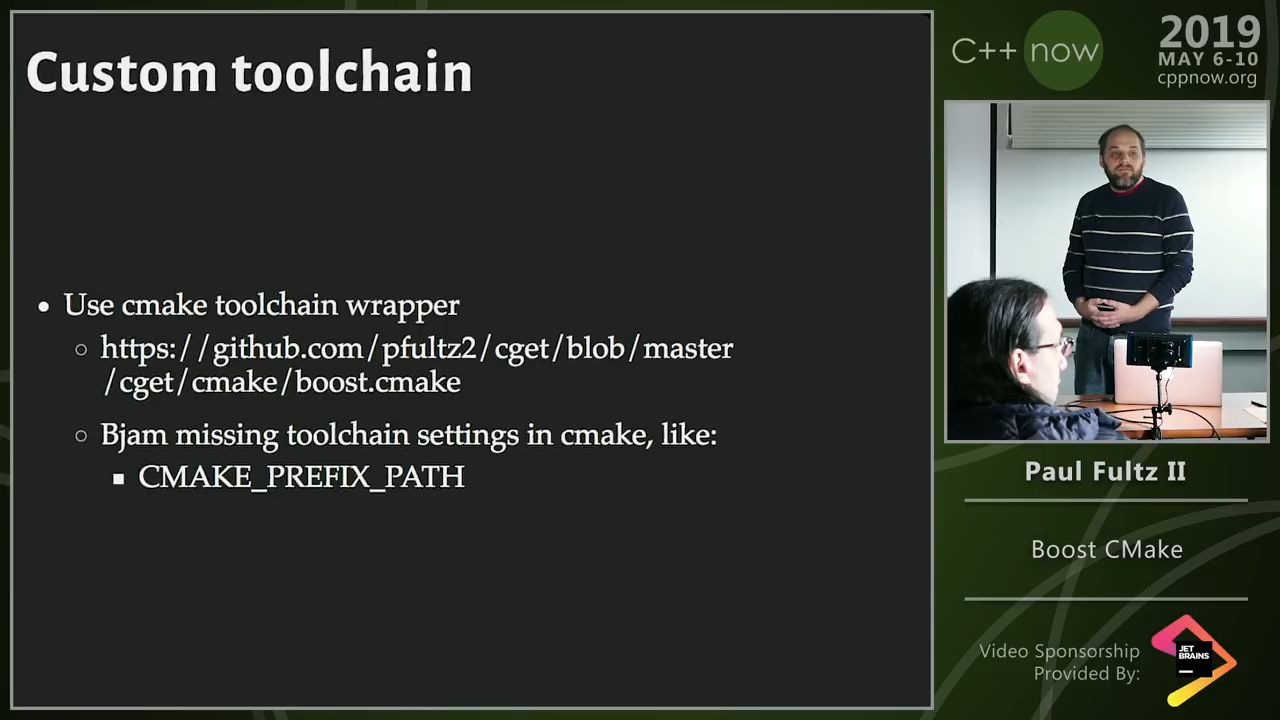 Custom toolchain
• Use cmake toolchain wrapper
○ https://github.com/pfultz2/cget/blob/master
/cget/cmake/boost.cmake
○ Bjam missing toolchain settings in cmake, like:
■ CMAKE_PREFIX_PATH
C++ now
2019
MAY 6-10
cppnow.org
Paul Fultz II
Boost CMake
Video Sponsorship
Provided By:
JET
BRAINS